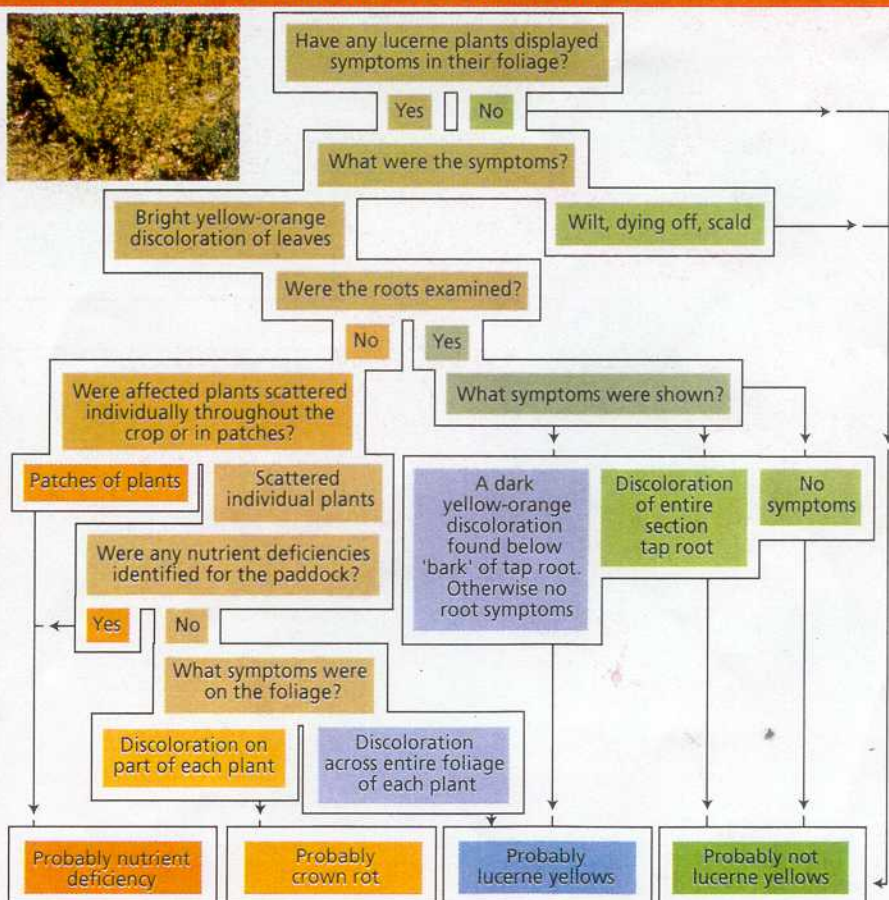 Have any lucerne plants displayed
symptoms in their foliage?
Yes
No
What were the symptoms?
Bright yellow-orange
discoloration of leaves
Wilt, dying off, scald
Were the roots examined?
No
Yes
Were affected plants scattered
individually throughout the
crop or in patches?
What symptoms were shown?
Patches of plants
Scattered
individual plants
A dark
yellow-orange
discoloration
found below
'bark' of tap root.
Otherwise no
root symptoms
Discoloration
of entire
section
tap root
No
symptoms
Were any nutrient deficiencies
identified for the paddock?
Yes
No
What symptoms were
on the foliage?
Discoloration on
part of each plant
Discoloration
across entire foliage
of each plant
Probably nutrient
deficiency
Probably
crown rot
Probably
lucerne yellows
Probably not
lucerne yellows